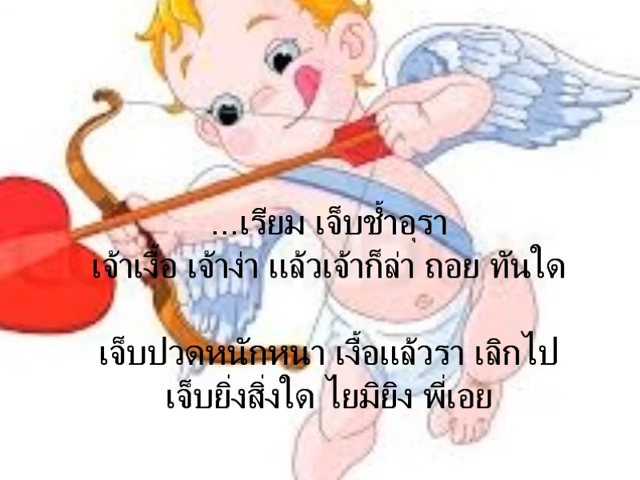 ...เรียม เจ็บช้ำอุรา
เจ้าเงื้อ เจ้าง่า แล้วเจ้าก็ล่า ถอย ทันใด
เจ็บปวดหนักหนา เงื้อแล้วรา เลิกไป
เจ็บยิ่งสิ่งใด ไยมิยิง พี่เอย